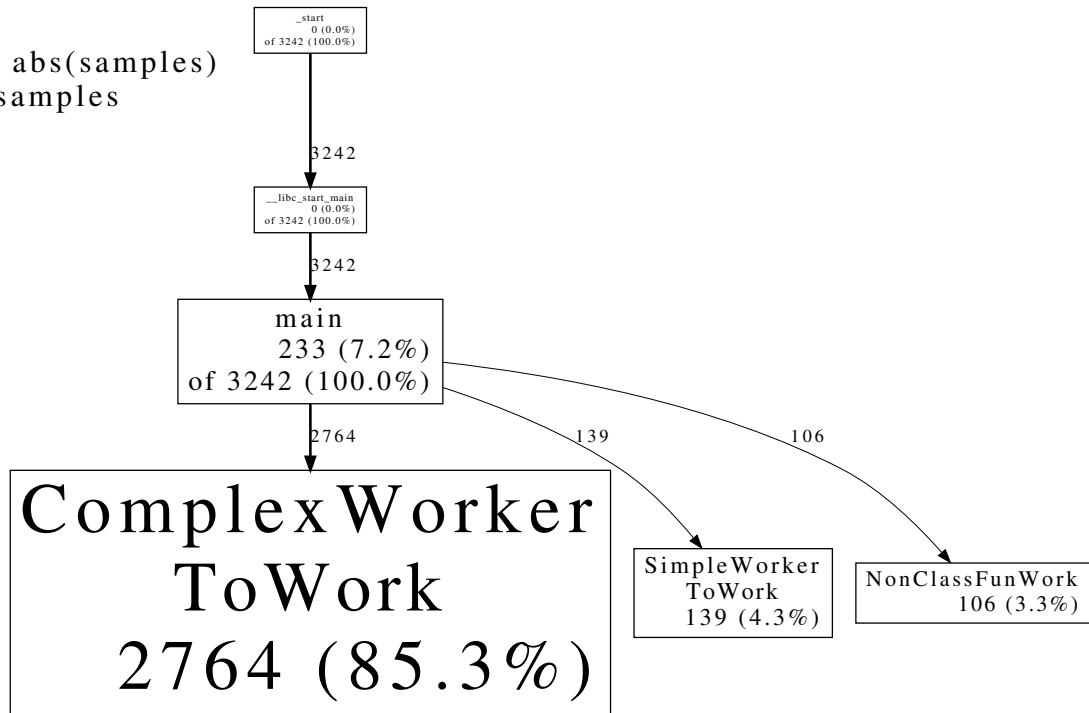 _start
0 (0.0%)
of 3242 (100.0%)
abs(samples)
samples
3242
__libc_start_main
0 (0.0%)
of 3242 (100.0%)
3242
main
233 (7.2%)
of 3242 (100.0%)
2764
139
106
ComplexWorker
ToWork
2764 (85.3%)
SimpleWorker
ToWork
139 (4.3%)
NonClassFunWork
106 (3.3%)